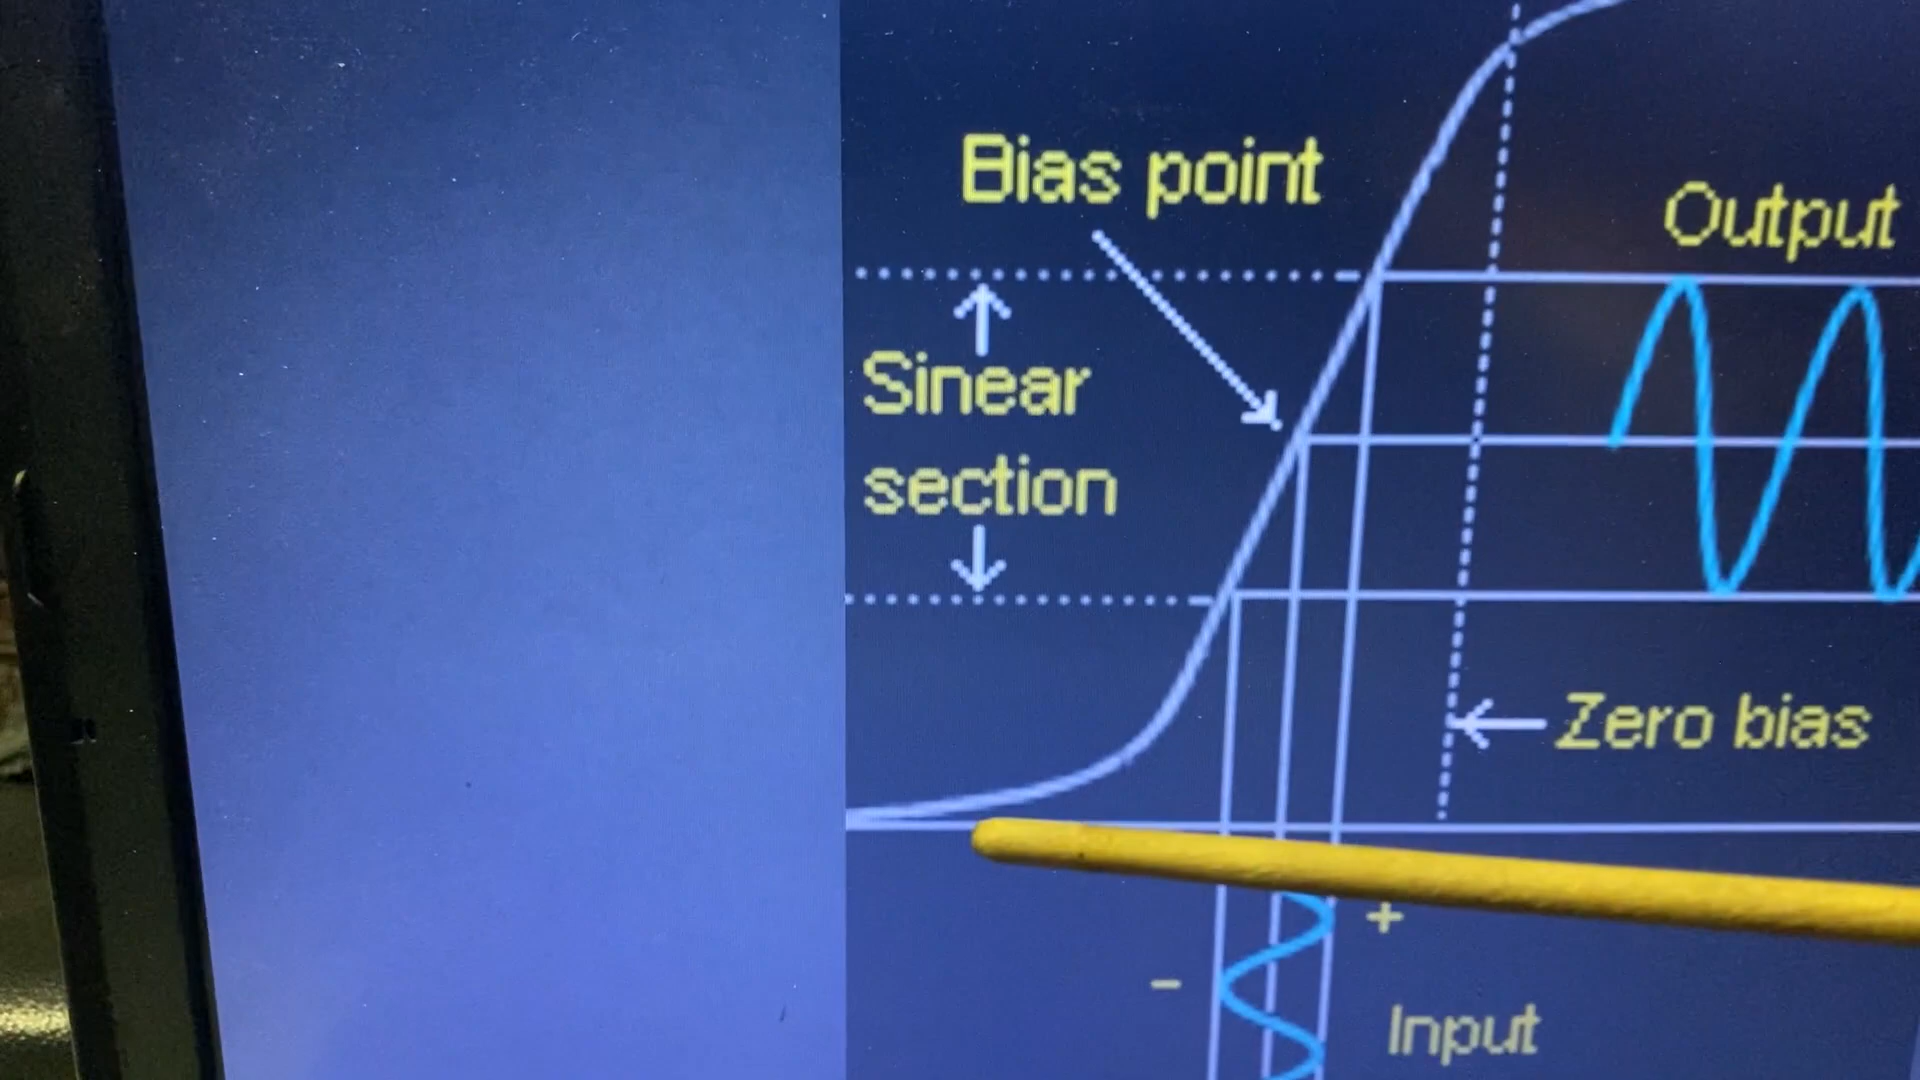 Bias point
Output
Sinear
section
Zero bias
+
-
Input